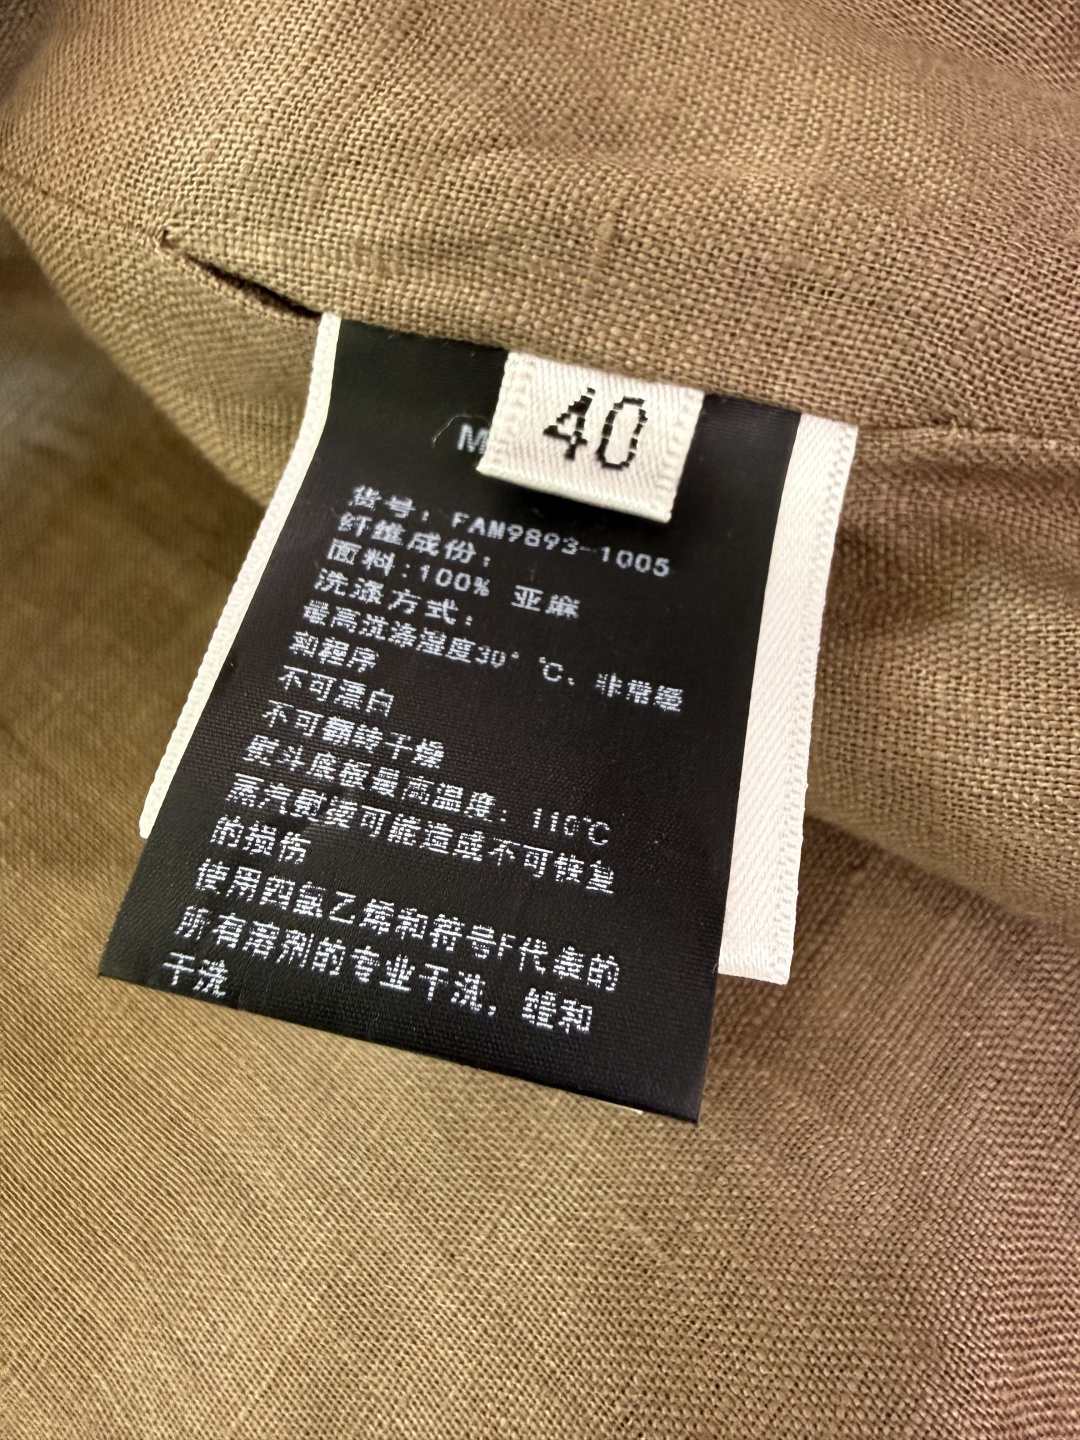 40
M
货号：FAM9893-1005
纤维成份：
面料:100% 亚麻
洗涤方式：
最高洗涤湿度30° ℃、非常缓
和程序
不可漂白
不可翻转干燥
熨斗底板最高温度：110℃
蒸汽熨烫可能造成不可恢复
的损伤
使用四氯乙烯和符号F代表的
所有溶剂的专业干洗，缓和
干洗